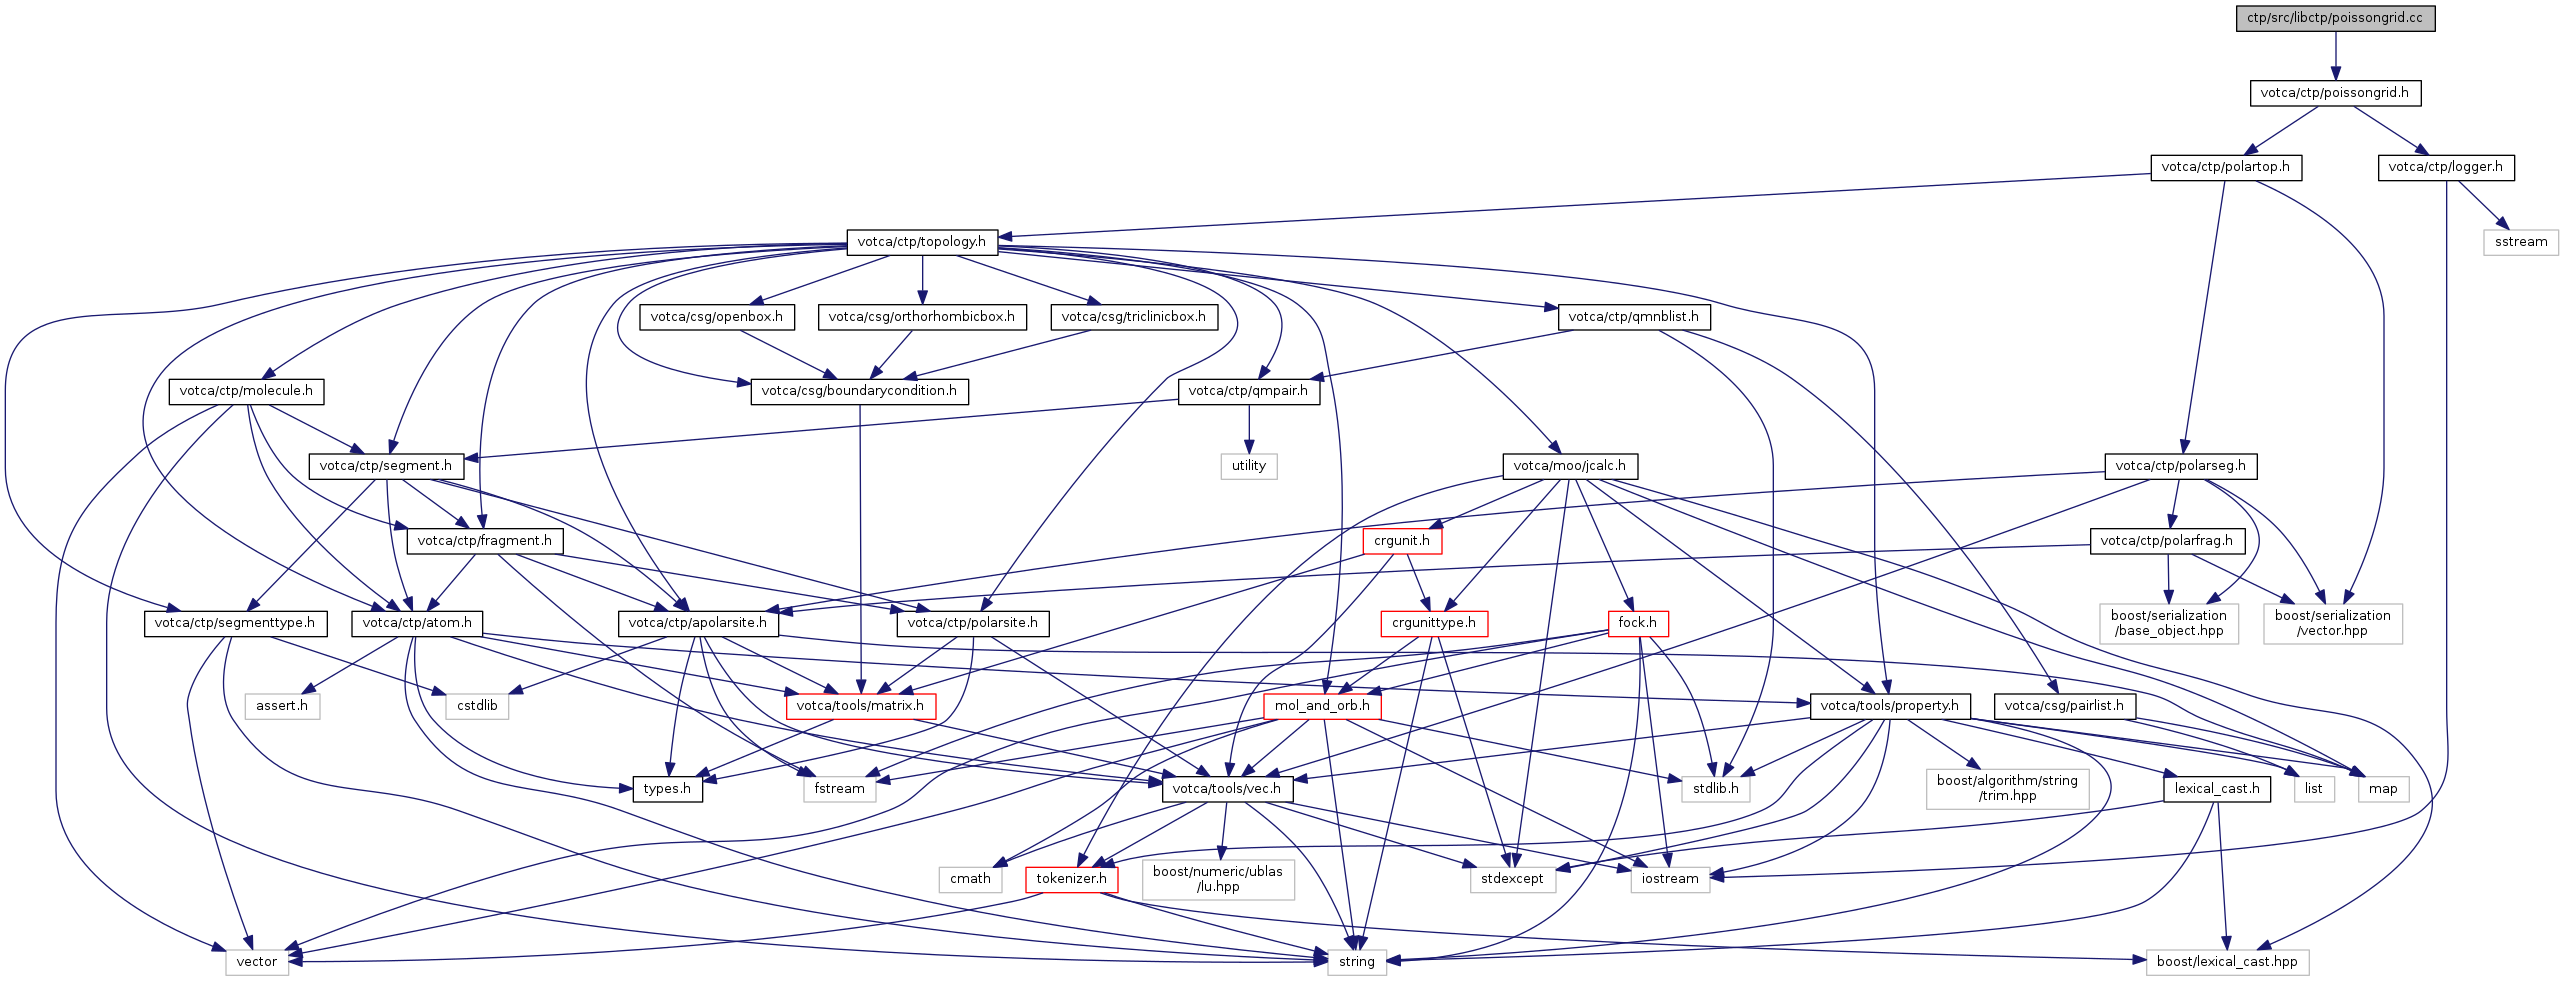 ctp/src/libctp/poissongrid.cc
votca/ctp/poissongrid.h
votca/ctp/polartop.h
votca/ctp/logger.h
votca/ctp/topology.h
sstream
votca/csg/openbox.h
votca/csg/orthorhombicbox.h
votca/csg/triclinicbox.h
votca/ctp/qmnblist.h
votca/ctp/molecule.h
votca/csg/boundarycondition.h
votca/ctp/qmpair.h
votca/ctp/segment.h
utility
votca/moo/jcalc.h
votca/ctp/polarseg.h
votca/ctp/fragment.h
crgunit.h
votca/ctp/polarfrag.h
votca/ctp/segmenttype.h
votca/ctp/atom.h
votca/ctp/apolarsite.h
votca/ctp/polarsite.h
crgunittype.h
fock.h
boost/serialization
/base_object.hpp
boost/serialization
/vector.hpp
assert.h
cstdlib
votca/tools/matrix.h
mol_and_orb.h
votca/tools/property.h
votca/csg/pairlist.h
types.h
fstream
votca/tools/vec.h
stdlib.h
boost/algorithm/string
/trim.hpp
lexical_cast.h
list
map
cmath
tokenizer.h
boost/numeric/ublas
/lu.hpp
stdexcept
iostream
vector
string
boost/lexical_cast.hpp